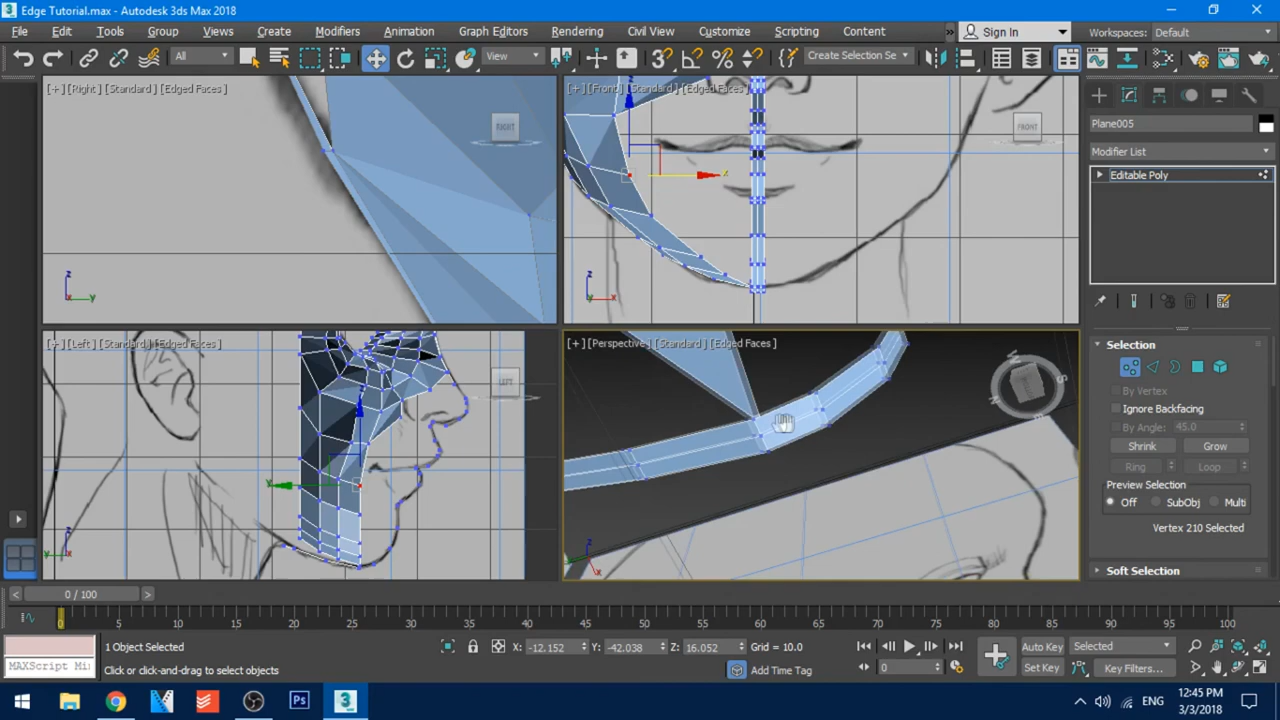 Edge Tutorial.max - Autodesk 3ds Max 2018
File Edit Tools Group Views Create Modifiers Animation Graph Editors Rendering Civil View Customize Scripting Content » Sign In Workspaces: Default
All View Create Selection Se
[+] [Right] [Standard] [Edged Faces]
RIGHT
[+] [Front] [Standard] [Edged Faces]
FRONT
Plane005
Modifier List
Editable Poly
[+] [Left] [Standard] [Edged Faces]
LEFT
[+] [Perspective] [Standard] [Edged Faces]
Selection
By Vertex
Ignore Backfacing
By Angle: 45.0
Shrink Grow
Ring Loop
Preview Selection
Off SubObj Multi
Vertex 210 Selected
Soft Selection
< 0 / 100 >
0 5 10 15 20 25 30 35 40 45 50 55 60 65 70 75 80 85 90 95 100
MAXScript Mi
1 Object Selected
Click or click-and-drag to select objects
X: -12.152 Y: -42.038 Z: 16.052 Grid = 10.0
Add Time Tag
0
Auto Key Selected
Set Key Key Filters...
Ps 3 ENG
12:45 PM
3/3/2018